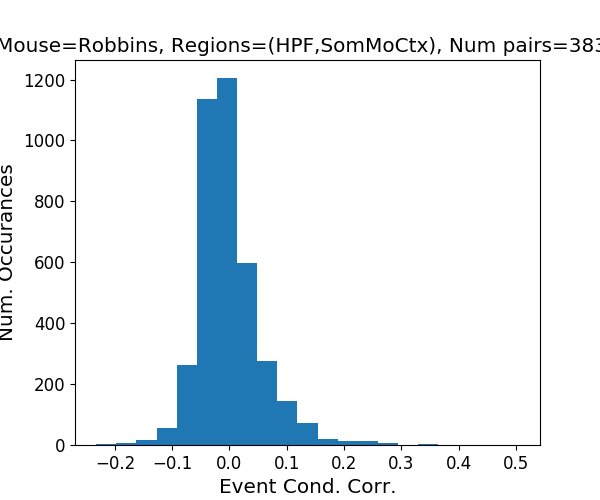 Mouse=Robbins, Regions=(HPF,SomMoCtx), Num pairs=383
1200
1000
800
600
400
200
0
Num. Occurances
−0.2 −0.1 0.0 0.1 0.2 0.3 0.4 0.5
Event Cond. Corr.